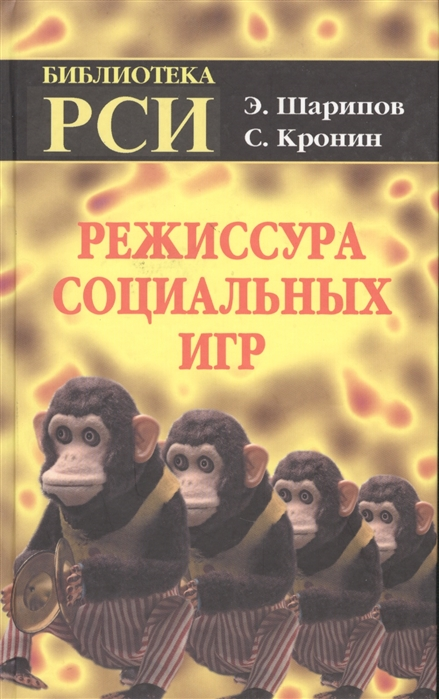 БИБЛИОТЕКА
РСИ
Э. Шарипов
С. Кронин
РЕЖИССУРА
СОЦИАЛЬНЫХ
ИГР